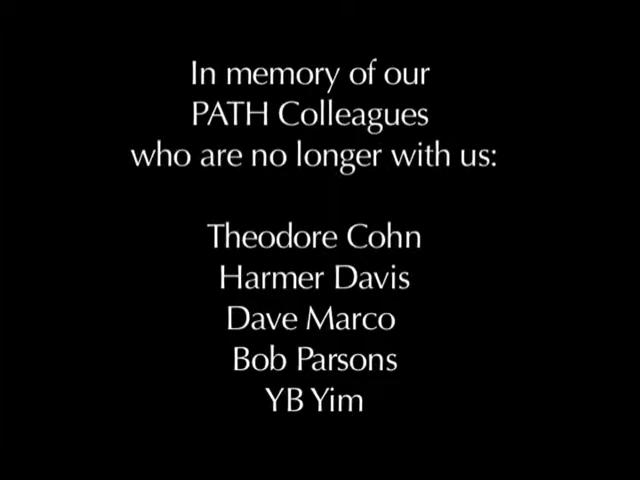 In memory of our
PATH Colleagues
who are no longer with us:
Theodore Cohn
Harmer Davis
Dave Marco
Bob Parsons
YB Yim